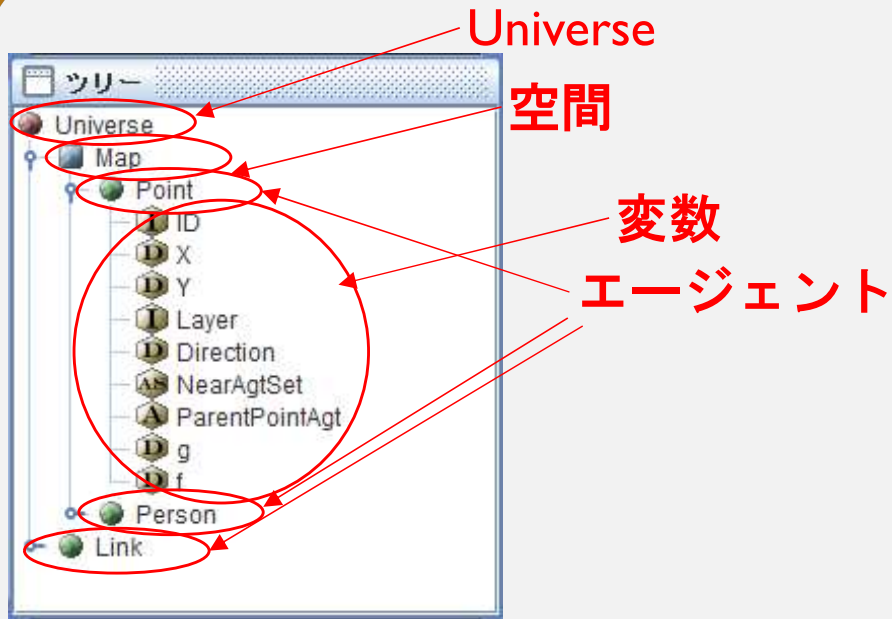 Universe
空間
変数
エージェント
ツリー
Universe
Map
Point
I ID
D X
D Y
I Layer
D Direction
AS NearAgtSet
A ParentPointAgt
D g
D f
Person
Link